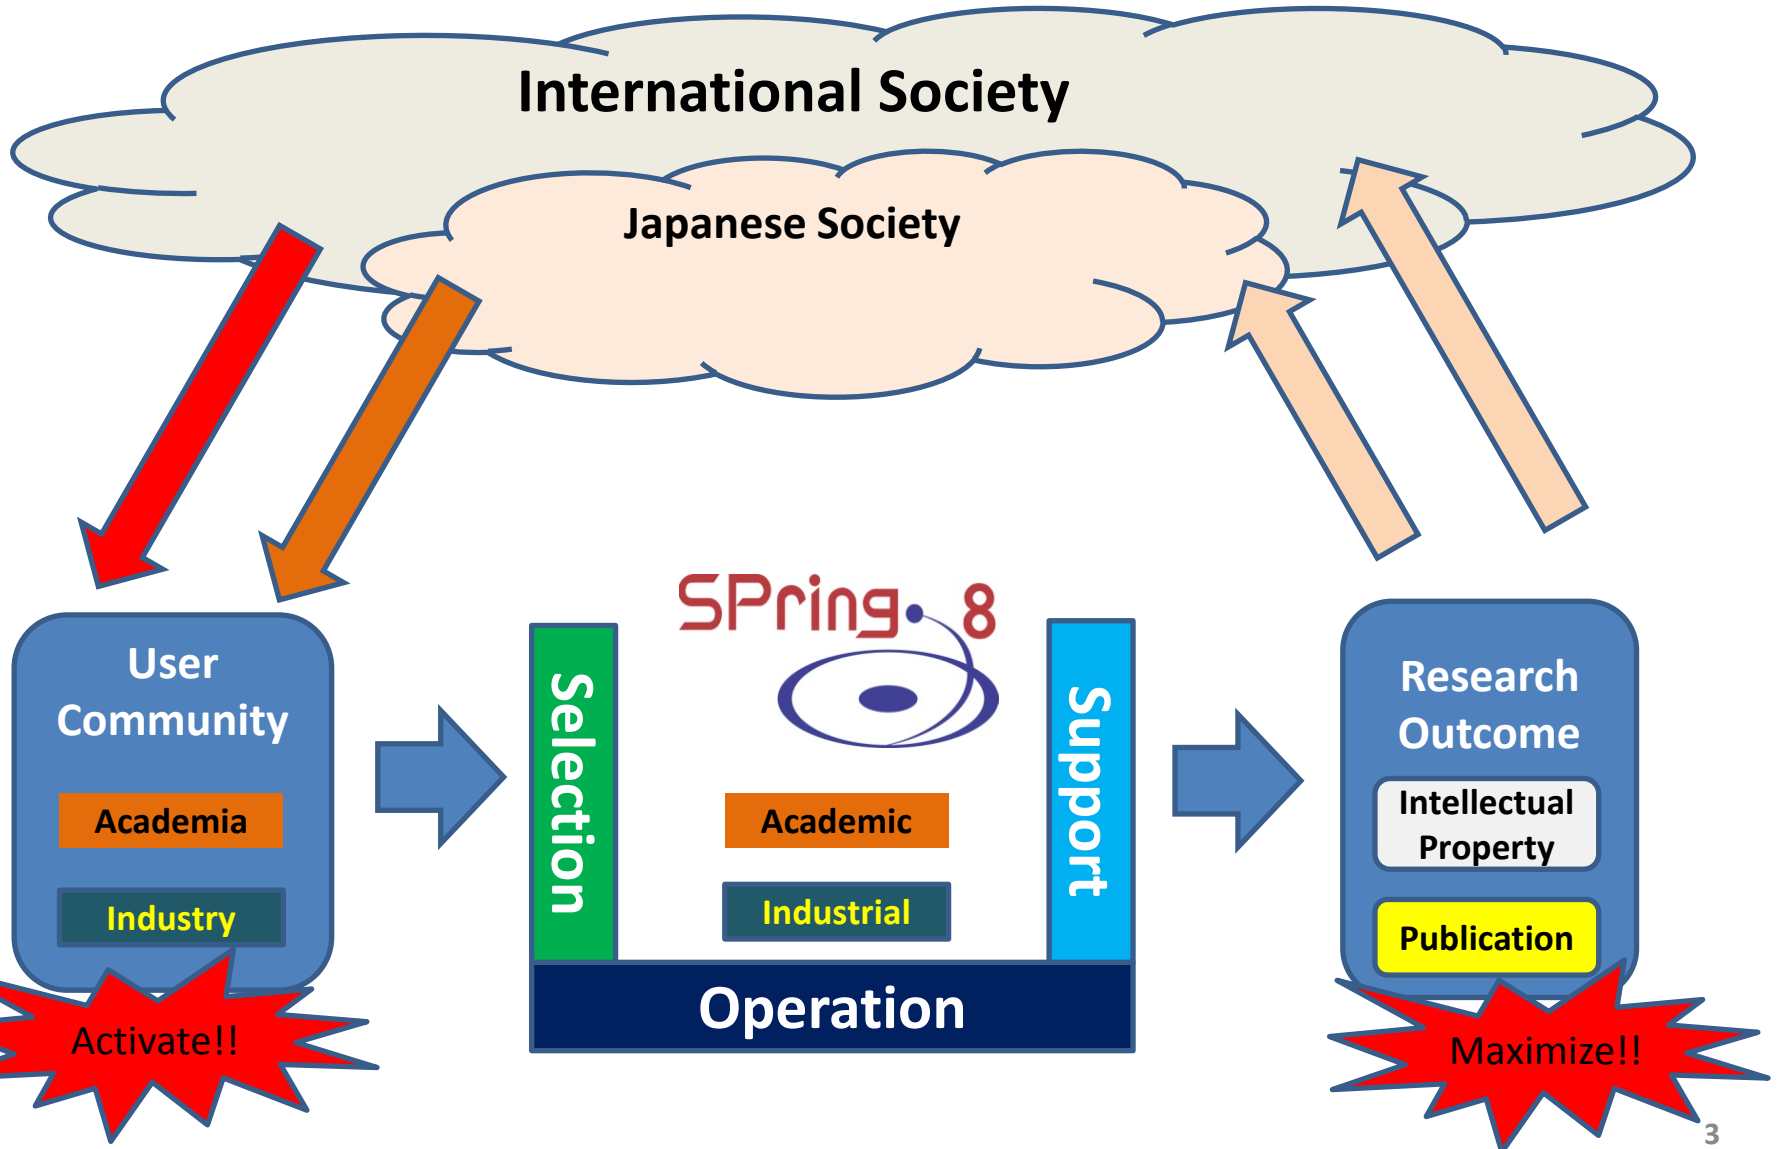 International Society
Japanese Society
User
Community
Academia
Industry
Activate!!
Selection
SPring-8
Academic
Industrial
Support
Operation
Research
Outcome
Intellectual
Property
Publication
Maximize!!
3